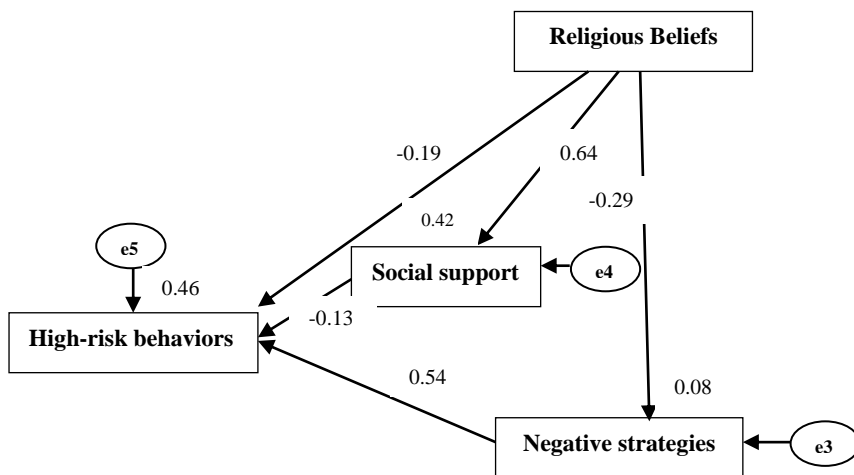 Religious Beliefs
-0.19
0.64
-0.29
0.42
e5
0.46
Social support
e4
-0.13
High-risk behaviors
0.54
0.08
Negative strategies
e3